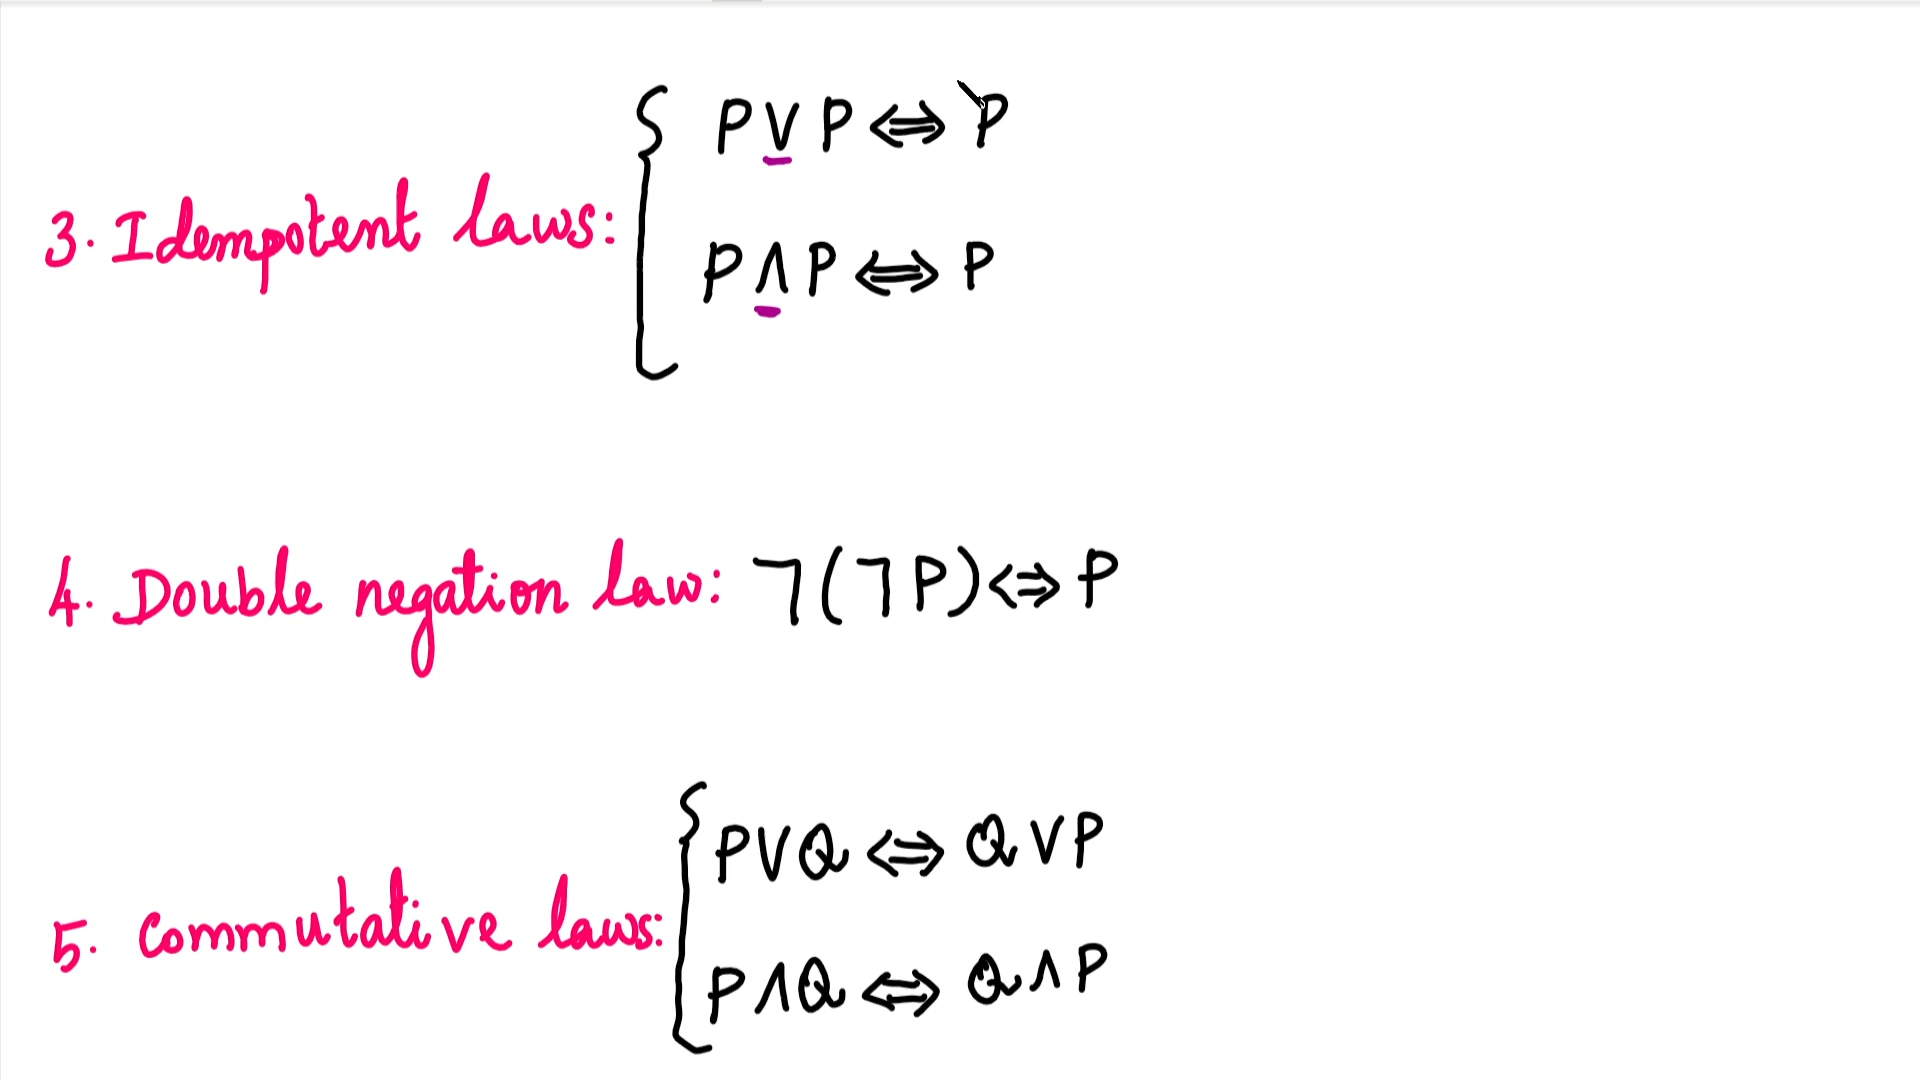 P∨P⇔P
3. Idempotent laws:
P∧P⇔P
4. Double negation law: ¬(¬P)⇔P
P∨Q⇔Q∨P
5. Commutative laws:
P∧Q⇔Q∧P